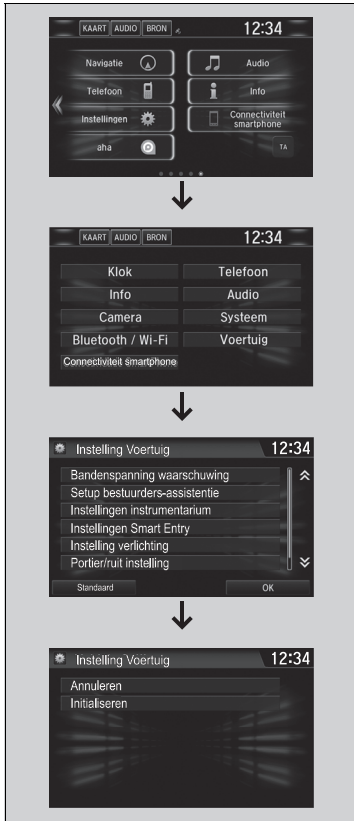 KAART AUDIO BRON 12:34
Navigatie Audio
Telefoon Info
Instellingen Connectiviteit smartphone
aha TA
KAART AUDIO BRON 12:34
Klok Telefoon
Info Audio
Camera Systeem
Bluetooth / Wi-Fi Voertuig
Connectiviteit smartphone
Instelling Voertuig 12:34
Bandenspanning waarschuwing
Setup bestuurders-assistentie
Instellingen instrumentarium
Instellingen Smart Entry
Instelling verlichting
Portier/ruit instelling
Standaard OK
Instelling Voertuig 12:34
Annuleren
Initialiseren